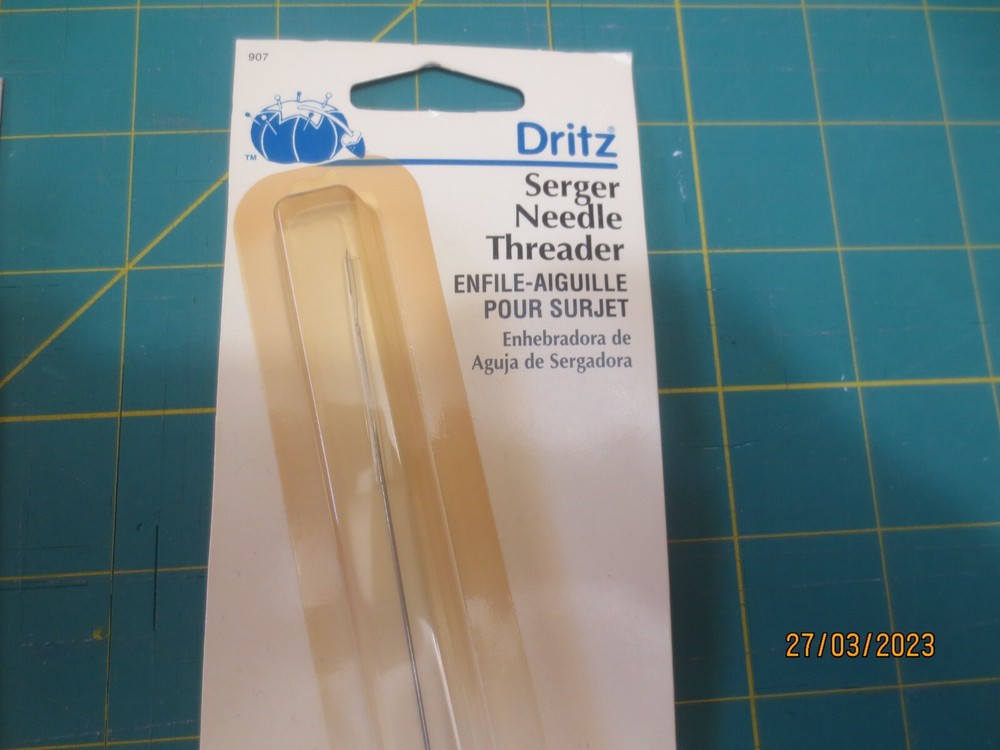 907
TM
Dritz®
Serger
Needle
Threader
ENFILE-AIGUILLE
POUR SURJET
Enhebradora de
Aguja de Sergadora
27/03/2023